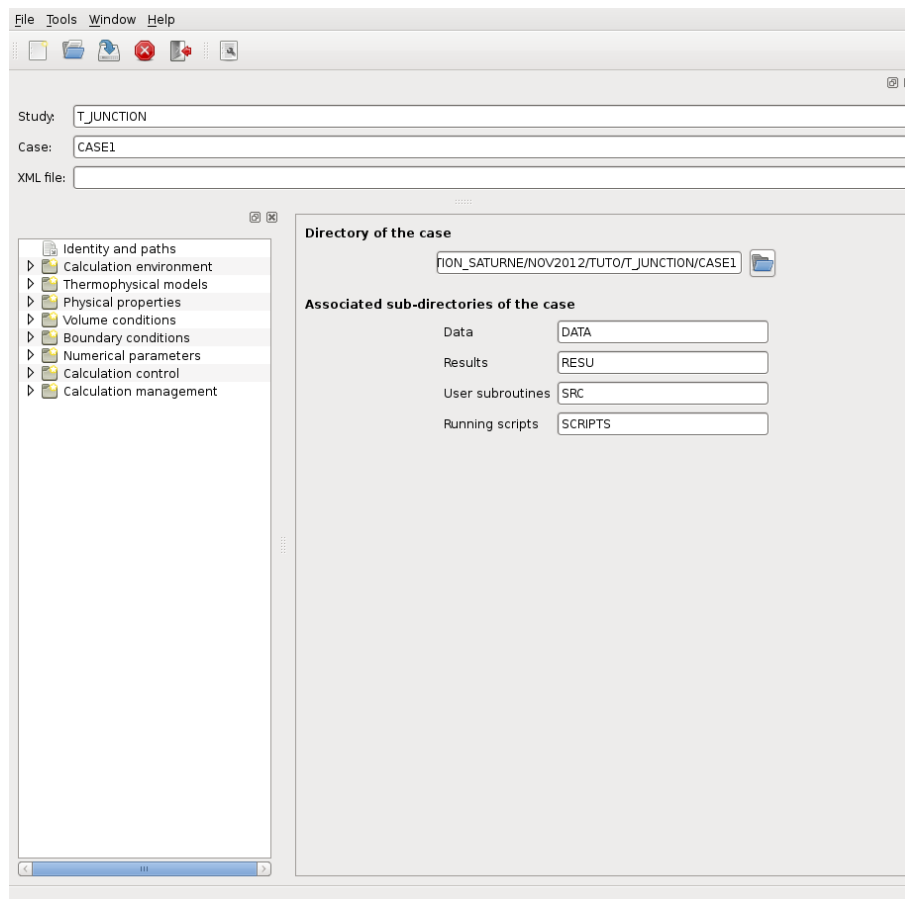 File Tools Window Help
Study: T_JUNCTION
Case: CASE1
XML file:
Identity and paths
Calculation environment
Thermophysical models
Physical properties
Volume conditions
Boundary conditions
Numerical parameters
Calculation control
Calculation management
Directory of the case
TION_SATURNE/NOV2012/TUTO/T_JUNCTION/CASE1
Associated sub-directories of the case
Data DATA
Results RESU
User subroutines SRC
Running scripts SCRIPTS